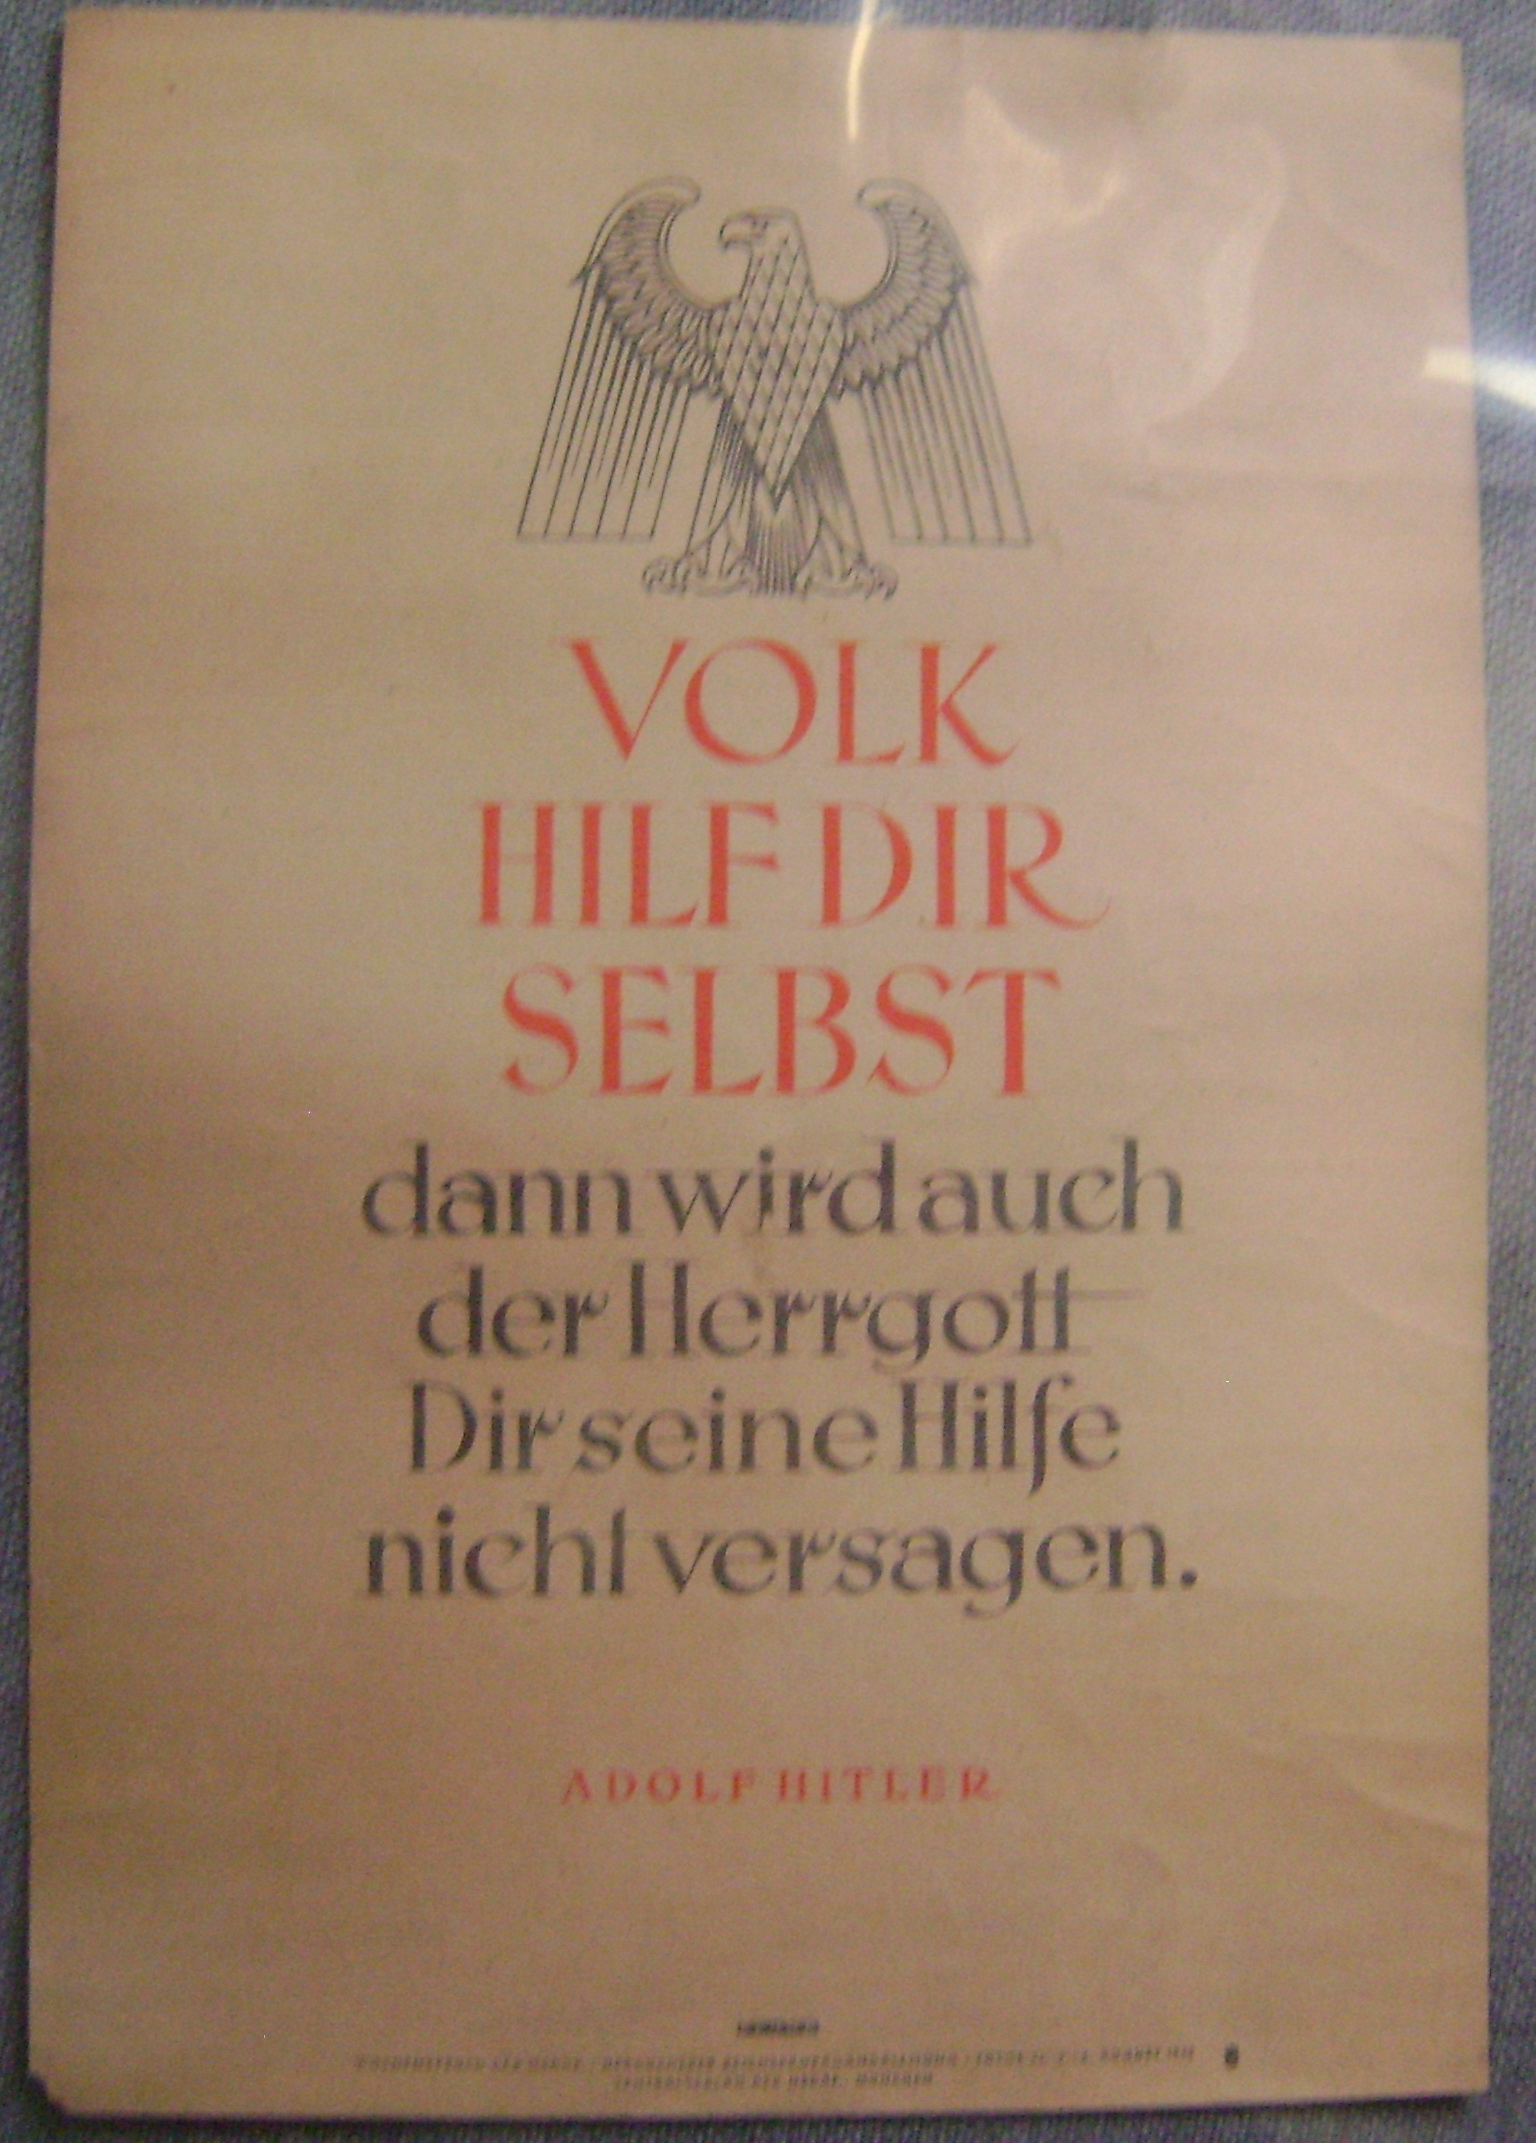 VOLK
HILF DIR
SELBST
dann wird auch
der Herrgott
Dir seine Hilfe
nicht versagen.
ADOLF HITLER